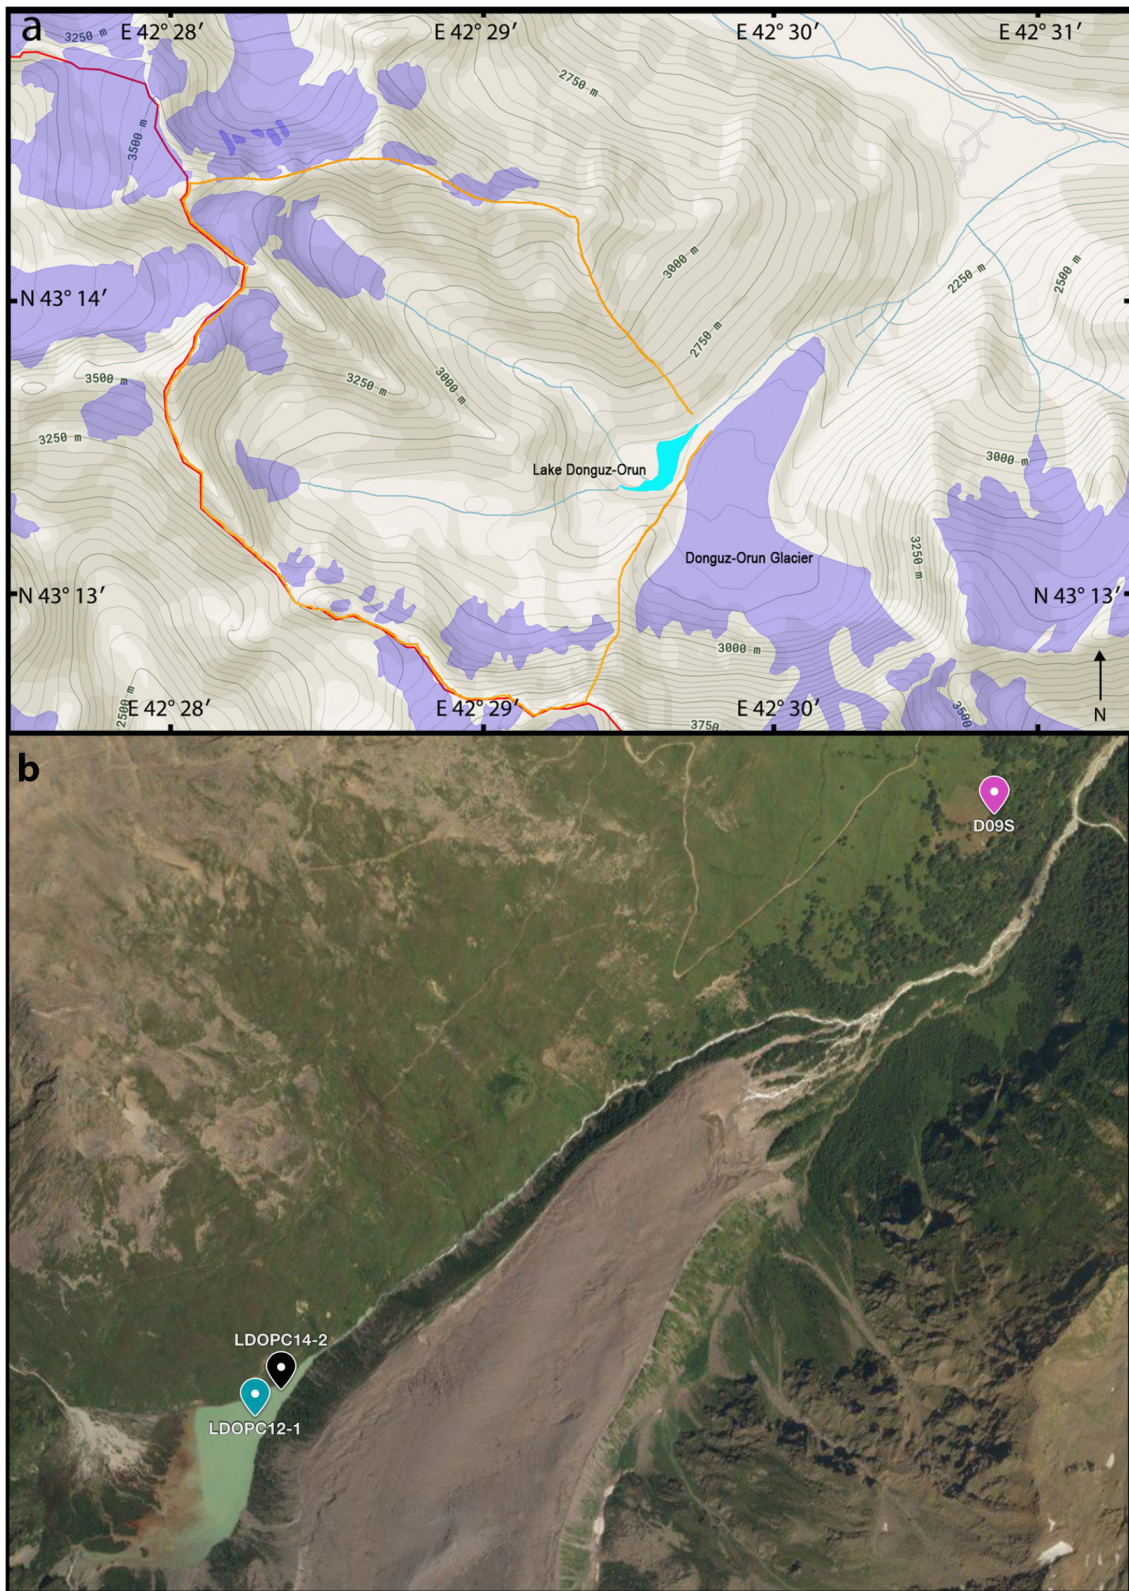 a
E 42° 28′
E 42° 29′
E 42° 30′
E 42° 31′
3250 m
2750 m
3500 m
3000 m
2250 m
2500 m
N 43° 14′
2750 m
3500 m
3250 m
3000 m
3250 m
Lake Donguz-Orun
3000 m
3250 m
Donguz-Orun Glacier
N 43° 13′
N 43° 13′
3000 m
2500 m
E 42° 28′
E 42° 29′
E 42° 30′
3750 m
3500
N
b
D09S
LDOPC14-2
LDOPC12-1